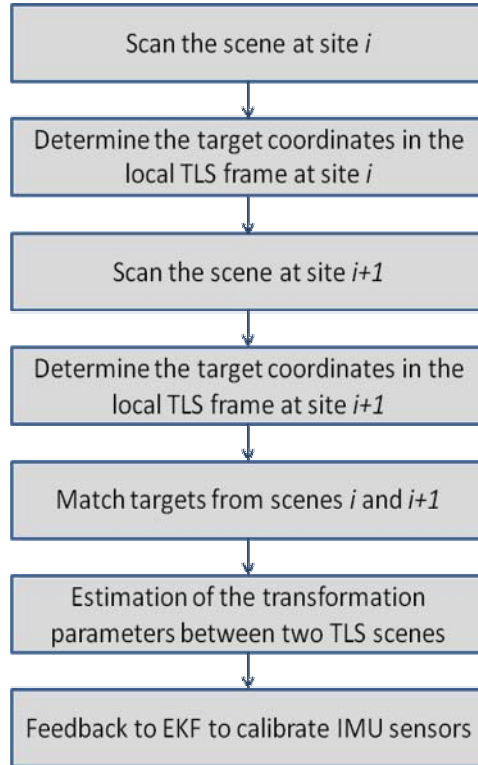 Scan the scene at site i
Determine the target coordinates in the
local TLS frame at site i
Scan the scene at site i+1
Determine the target coordinates in the
local TLS frame at site i+1
Match targets from scenes i and i+1
Estimation of the transformation
parameters between two TLS scenes
Feedback to EKF to calibrate IMU sensors